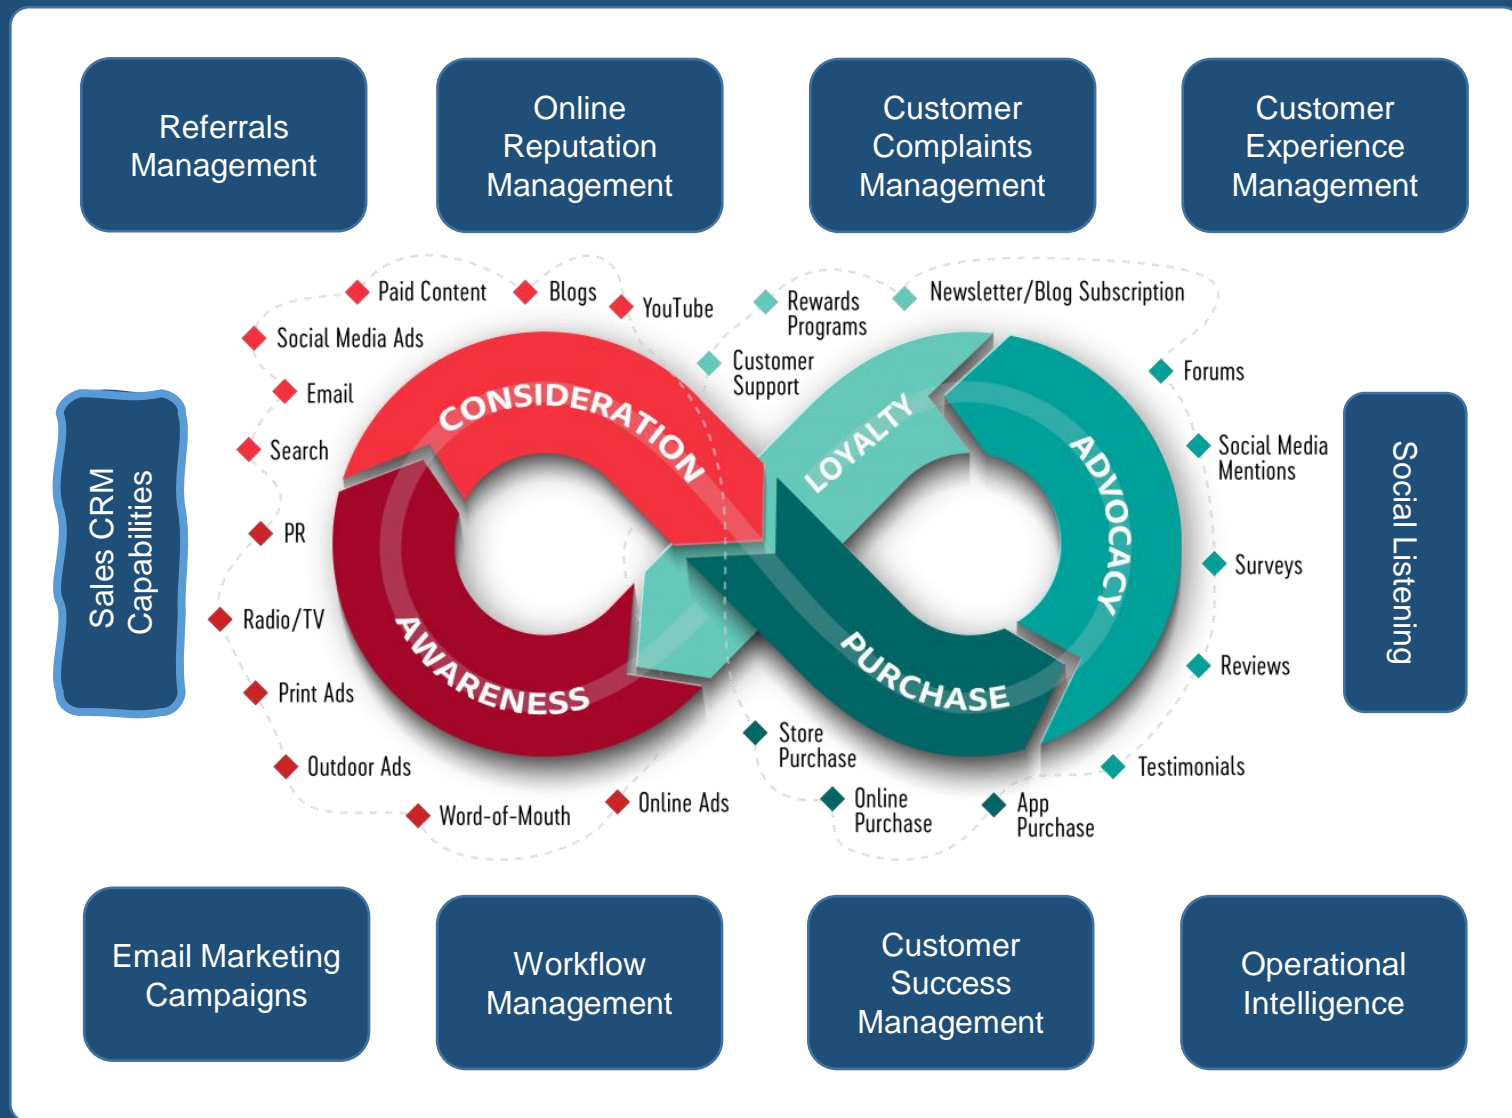 Referrals
Management
Online
Reputation
Management
Customer
Complaints
Management
Customer
Experience
Management
Paid Content
Blogs
YouTube
Rewards
Programs
Newsletter/Blog Subscription
Social Media Ads
Customer
Support
Forums
Email
Search
Social Media
Mentions
PR
Surveys
Radio/TV
Reviews
Print Ads
Store
Purchase
Outdoor Ads
Testimonials
Word-of-Mouth
Online Ads
Online
Purchase
App
Purchase
CONSIDERATION
LOYALTY
ADVOCACY
AWARENESS
PURCHASE
Sales CRM
Capabilities
Social Listening
Email Marketing
Campaigns
Workflow
Management
Customer
Success
Management
Operational
Intelligence